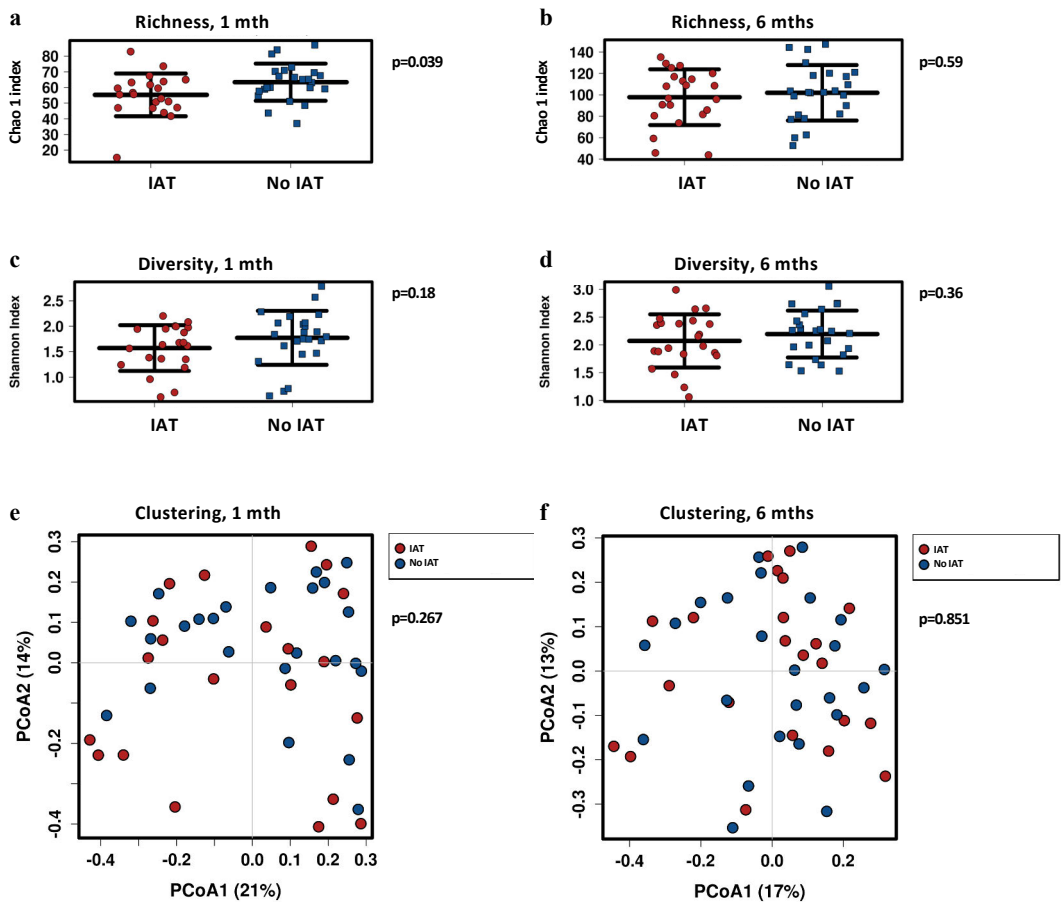 a
Richness, 1 mth
Chao 1 index
80
70
60
50
40
30
20
IAT
No IAT
p=0.039
b
Richness, 6 mths
Chao 1 index
140
120
100
80
60
40
IAT
No IAT
p=0.59
c
Diversity, 1 mth
Shannon Index
2.5
2.0
1.5
1.0
IAT
No IAT
p=0.18
d
Diversity, 6 mths
Shannon Index
3.0
2.5
2.0
1.5
1.0
IAT
No IAT
p=0.36
e
Clustering, 1 mth
PCoA2 (14%)
0.3
0.2
0.0
-0.2
-0.4
-0.4
-0.2
0.0
0.1
0.2
0.3
PCoA1 (21%)
IAT
No IAT
p=0.267
f
Clustering, 6 mths
PCoA2 (13%)
0.3
0.2
0.1
0.0
-0.1
-0.2
-0.3
-0.4
-0.2
0.0
0.2
PCoA1 (17%)
IAT
No IAT
p=0.851